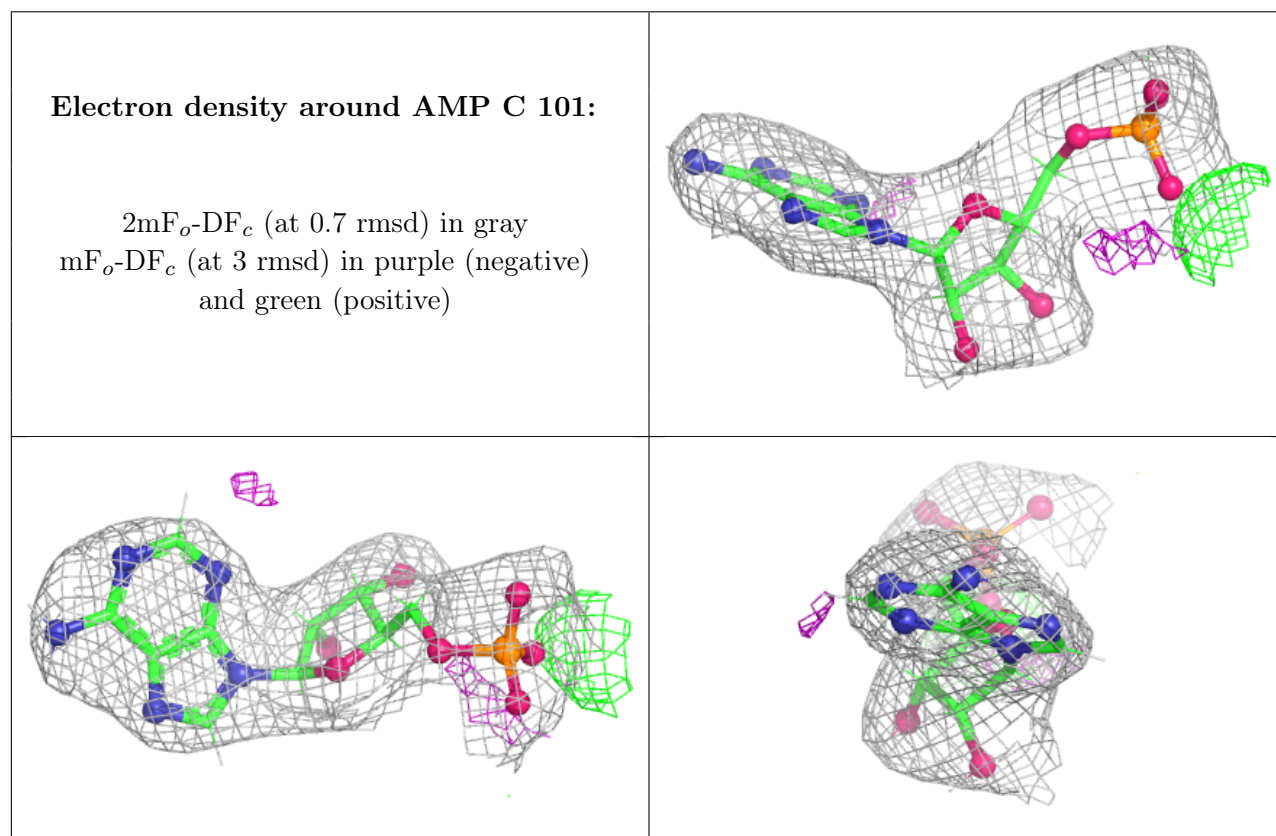 Electron density around AMP C 101:
2mFₒ-DF𝑐 (at 0.7 rmsd) in gray
mFₒ-DF𝑐 (at 3 rmsd) in purple (negative)
and green (positive)